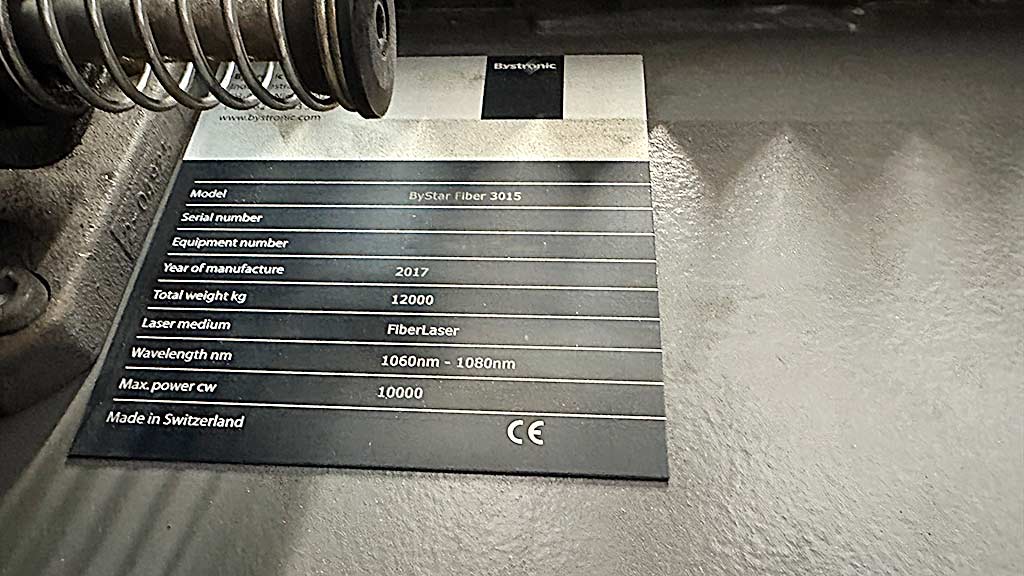 Bystronic
www.bystronic.com
Model ByStar Fiber 3015
Serial number
Equipment number
Year of manufacture 2017
Total weight kg 12000
Laser medium FiberLaser
Wavelength nm 1060nm - 1080nm
Max. power cw 10000
Made in Switzerland CE